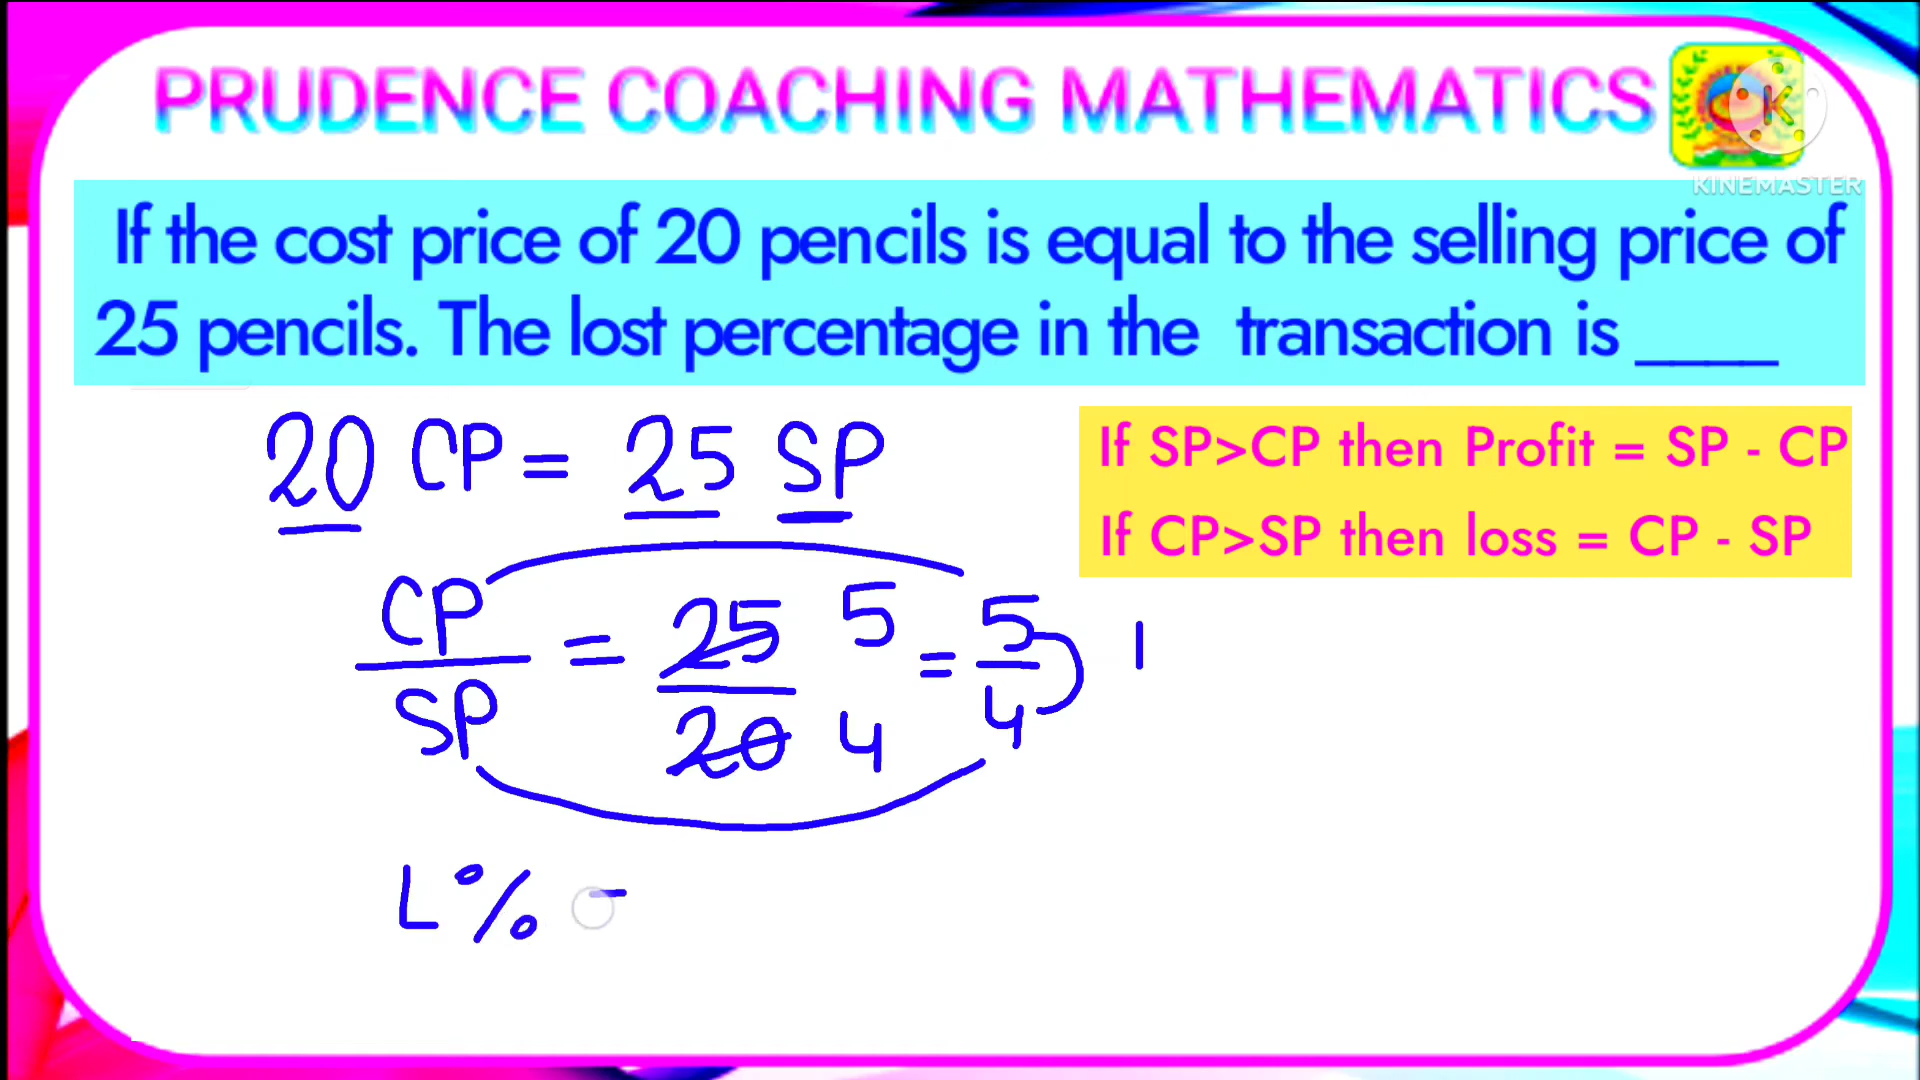 PRUDENCE COACHING MATHEMATICS
K
KINEMASTER
If the cost price of 20 pencils is equal to the selling price of
25 pencils. The lost percentage in the transaction is ____
20 CP = 25 SP
If SP>CP then Profit = SP - CP
If CP>SP then loss = CP - SP
CP/SP = 25/20 5/4 = 5/4 1
L% -